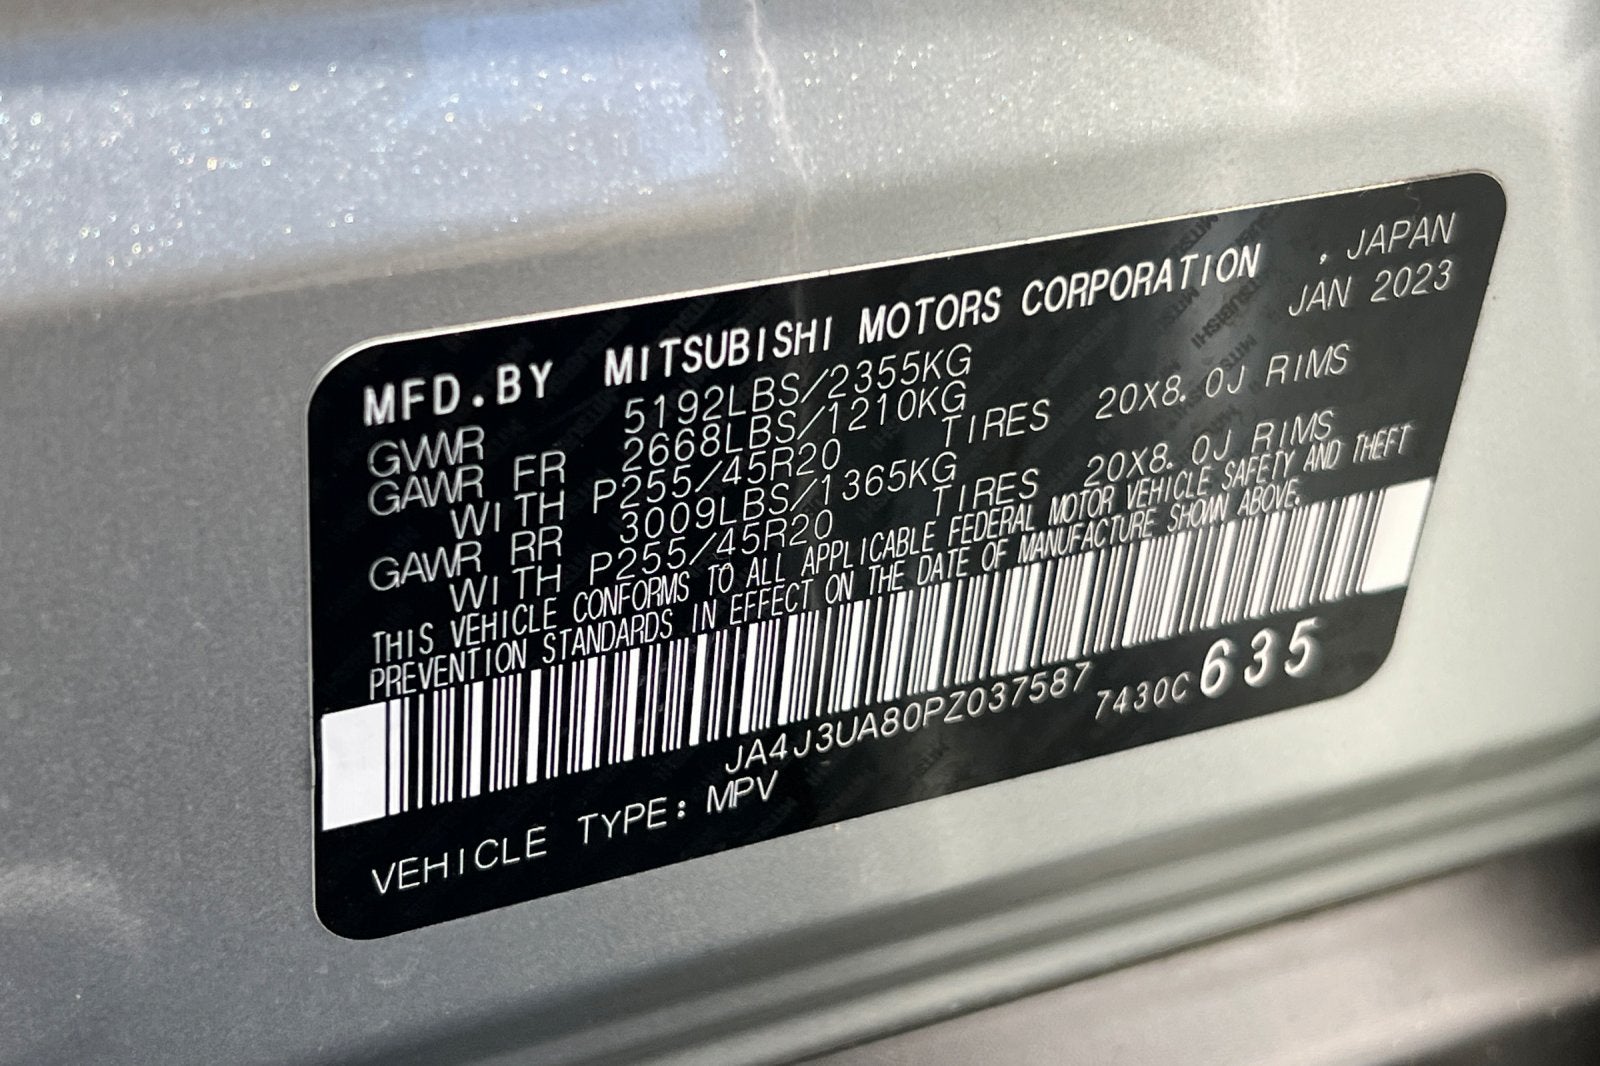 MFD.BY MITSUBISHI MOTORS CORPORATION , JAPAN
JAN 2023
GVWR 5192LBS/2355KG
GAWR FR 2668LBS/1210KG
WITH P255/45R20 TIRES 20X8.0J RIMS
GAWR RR 3009LBS/1365KG
WITH P255/45R20 TIRES 20X8.0J RIMS
THIS VEHICLE CONFORMS TO ALL APPLICABLE FEDERAL MOTOR VEHICLE SAFETY AND THEFT
PREVENTION STANDARDS IN EFFECT ON THE DATE OF MANUFACTURE SHOWN ABOVE.
JA4J3UA80PZ037587 7430C 635
VEHICLE TYPE: MPV